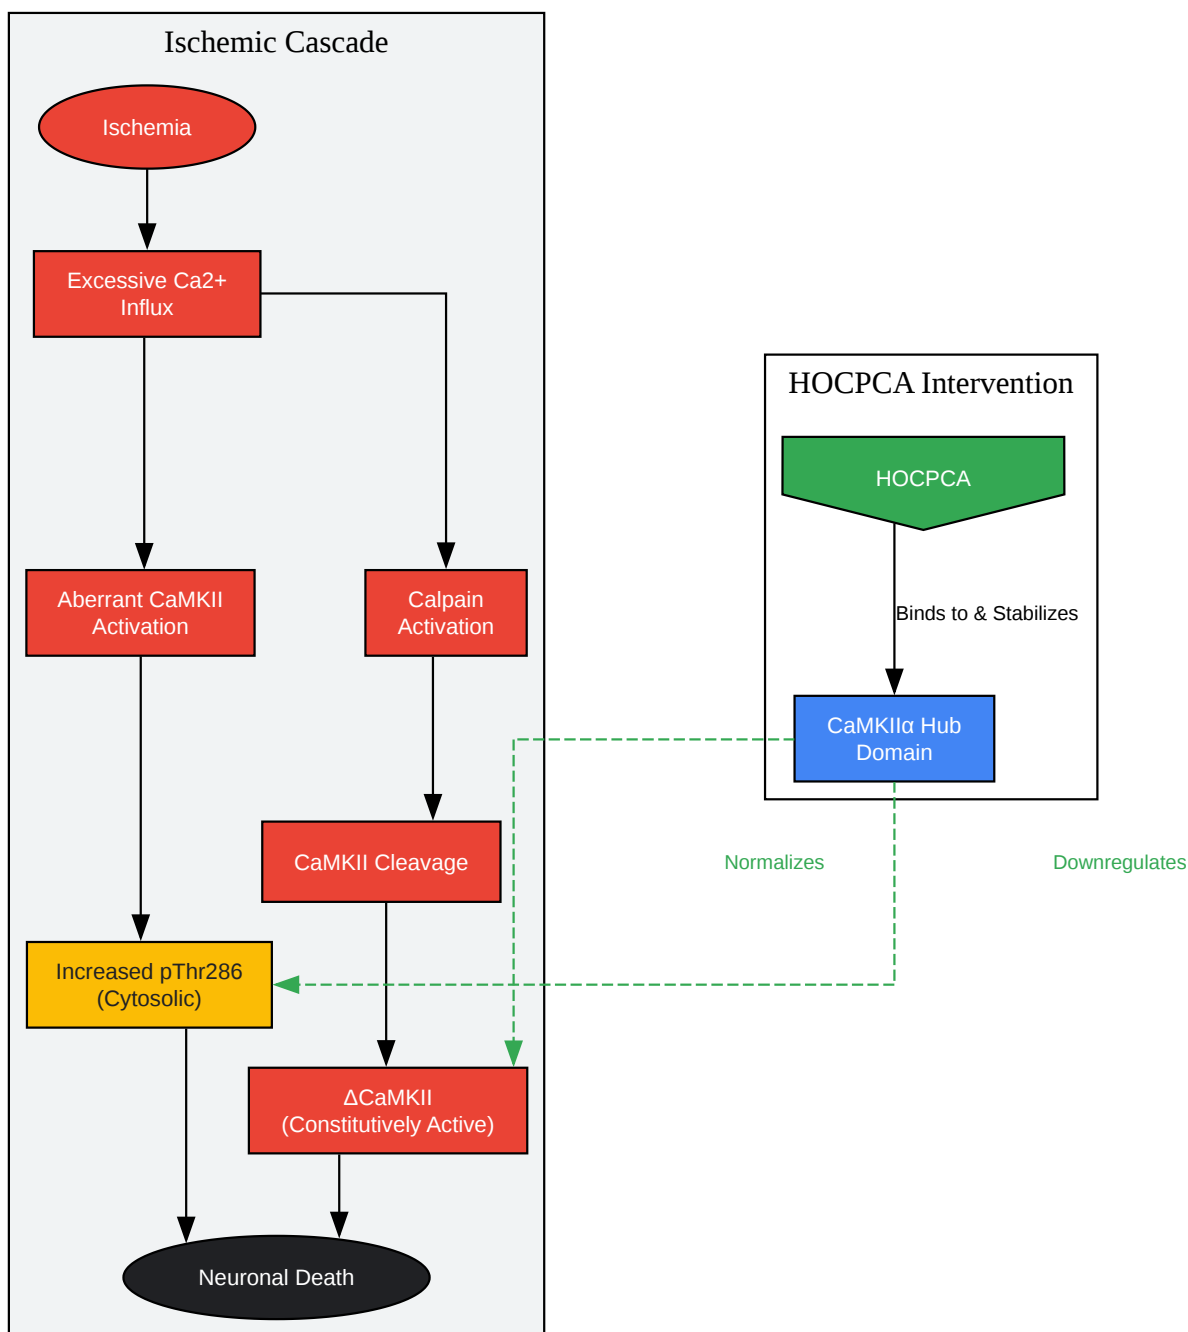 Ischemic Cascade
Ischemia
Excessive Ca2+
Influx
Aberrant CaMKII
Activation
Calpain
Activation
CaMKII Cleavage
Increased pThr286
(Cytosolic)
ΔCaMKII
(Constitutively Active)
Neuronal Death
HOCPCA Intervention
HOCPCA
Binds to & Stabilizes
CaMKIIα Hub
Domain
Normalizes
Downregulates